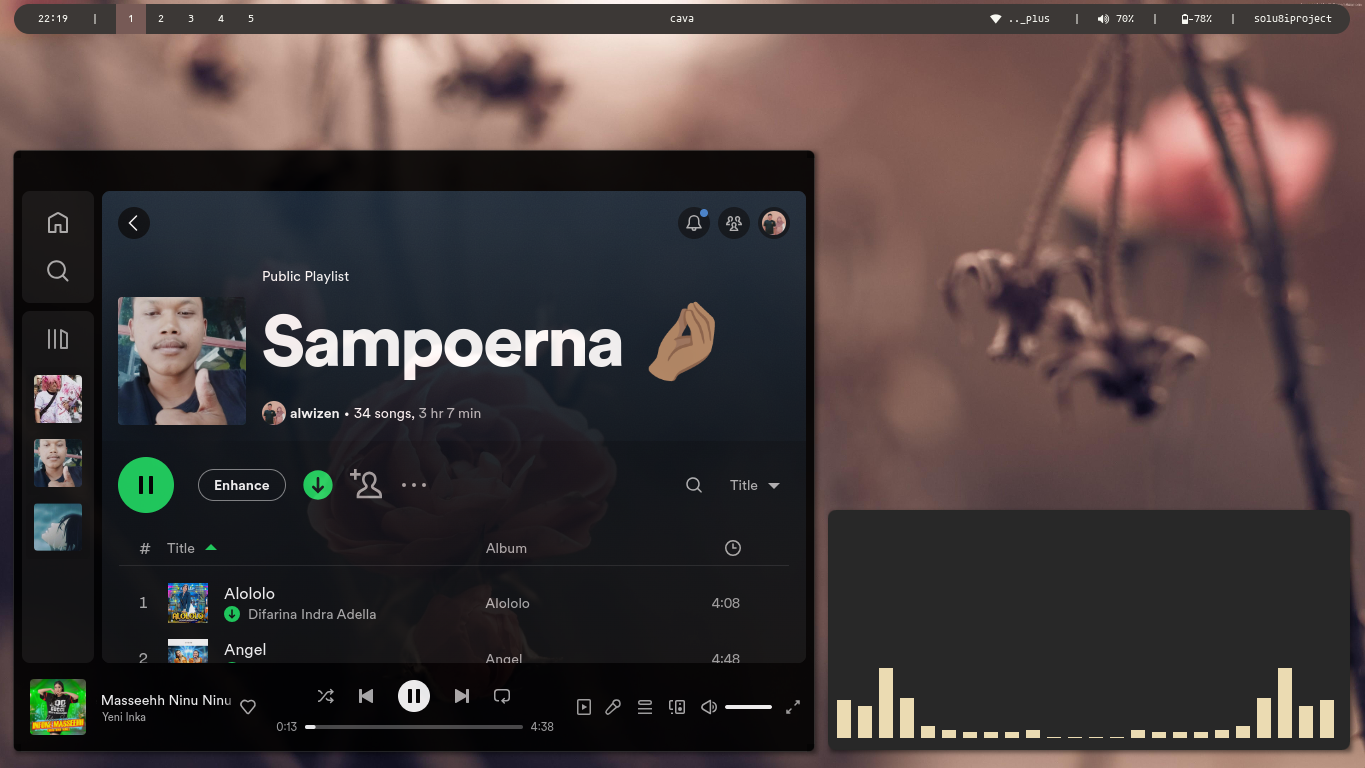 22:19 | 1 2 3 4 5 cava .._plus | 70% | -78% | solu8iproject
Public Playlist
Sampoerna
alwizen • 34 songs, 3 hr 7 min
Enhance
Title
# Title Album
1 Alololo Alololo 4:08
Difarina Indra Adella
2 Angel Angel 4:48
Masseehh Ninu Ninu
Yeni Inka
0:13 4:38